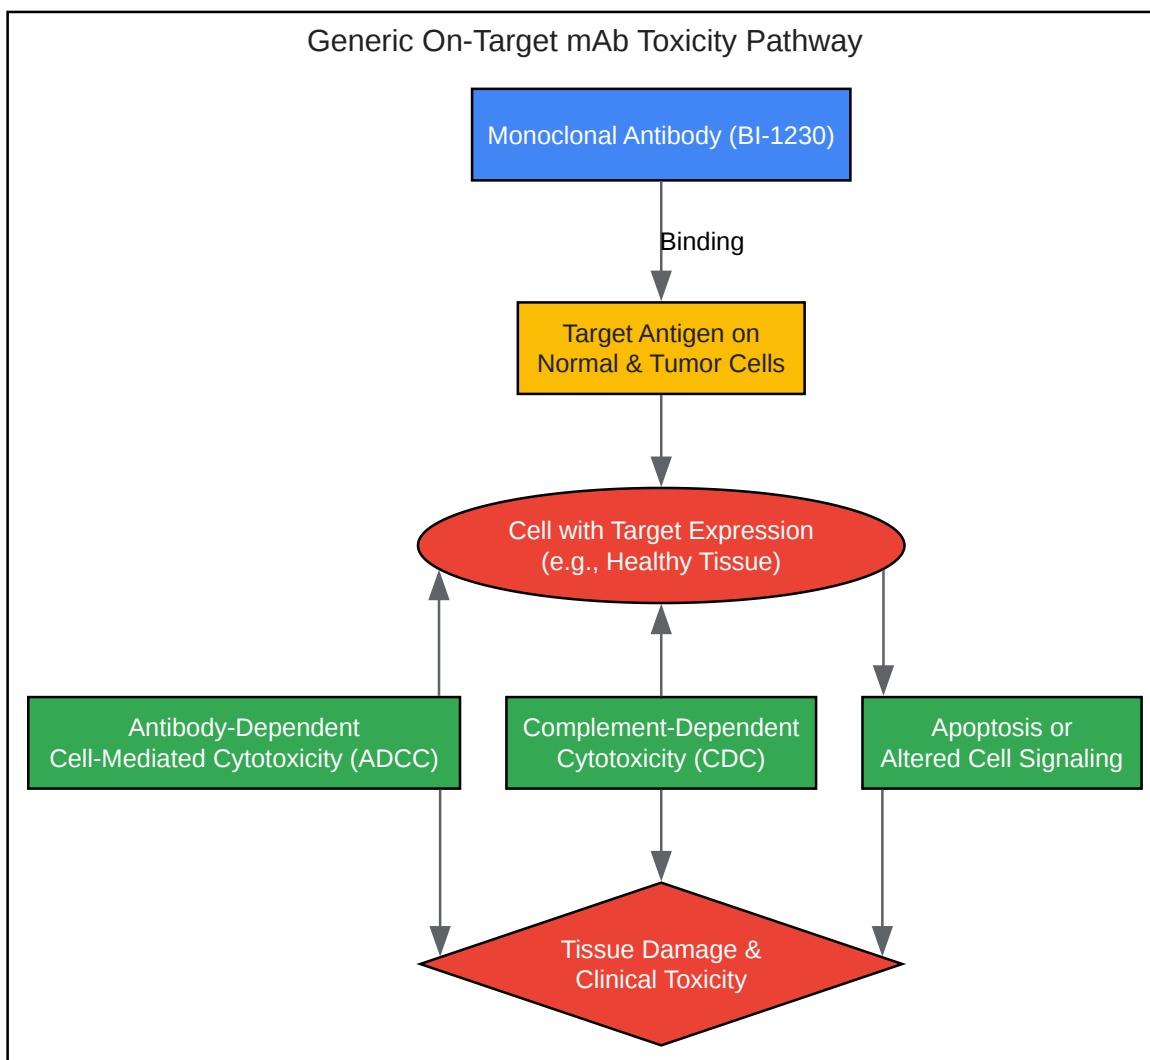 Generic On-Target mAb Toxicity Pathway
Monoclonal Antibody (BI-1230)
Binding
Target Antigen on
Normal & Tumor Cells
Cell with Target Expression
(e.g., Healthy Tissue)
Antibody-Dependent
Cell-Mediated Cytotoxicity (ADCC)
Complement-Dependent
Cytotoxicity (CDC)
Apoptosis or
Altered Cell Signaling
Tissue Damage &
Clinical Toxicity